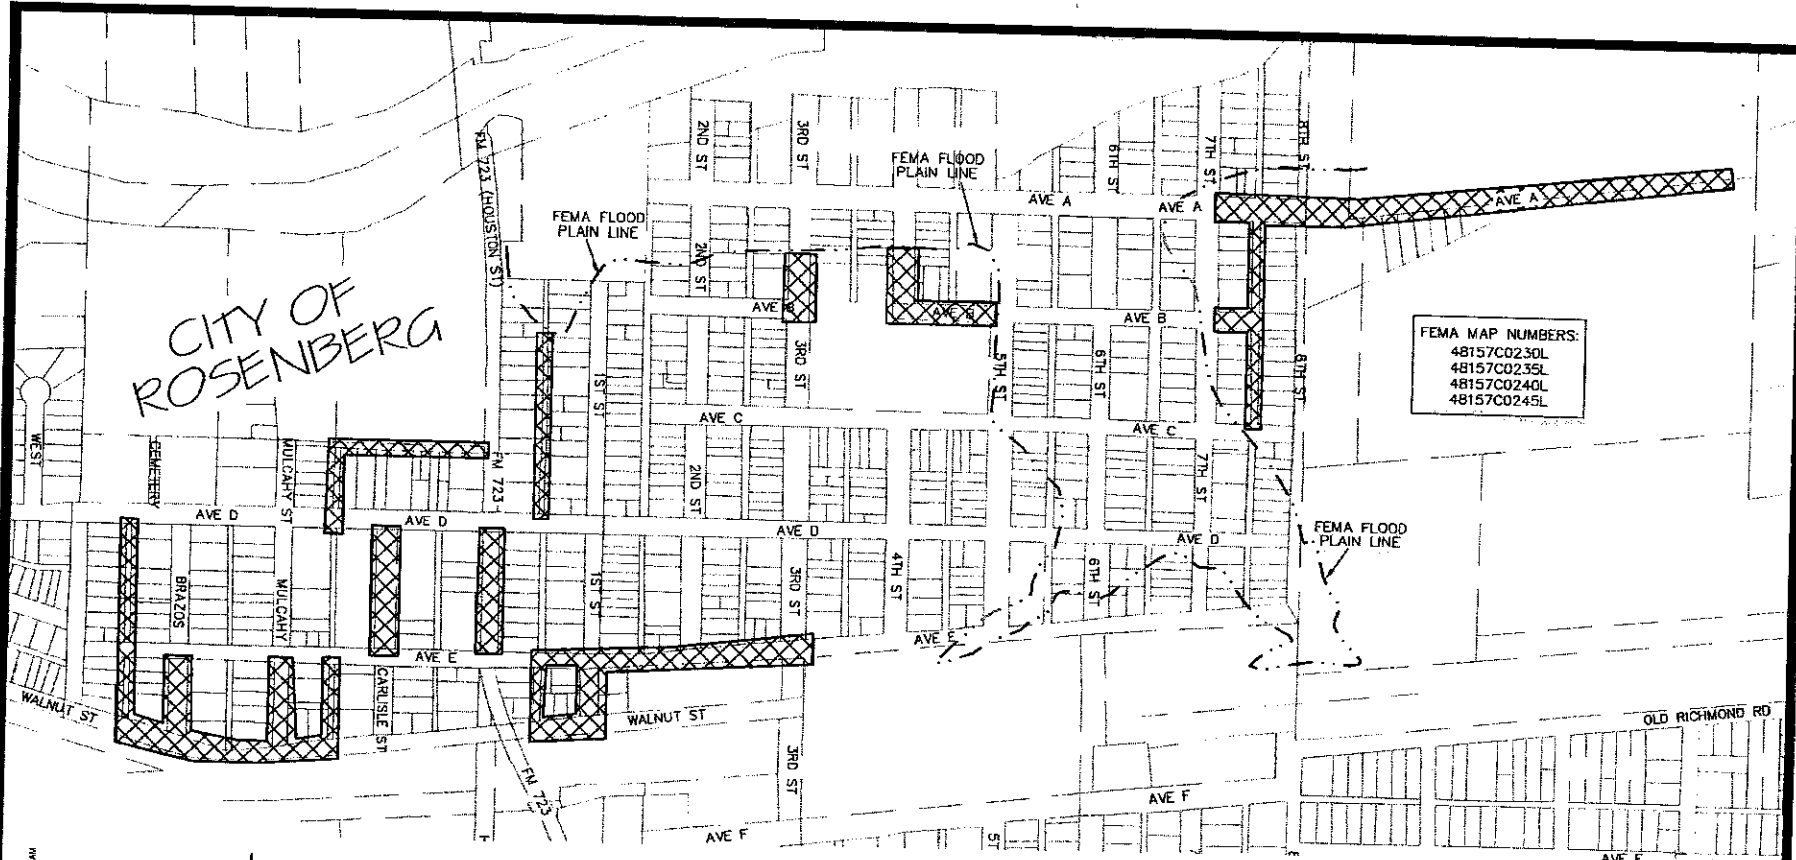 2ND ST
3RD ST
FM 723 (HOUSTON ST)
FEMA FLOOD
PLAIN LINE
6TH ST
7TH ST
8TH ST
AVE A
AVE A
AVE A
FEMA FLOOD
PLAIN LINE
2ND ST
CITY OF
ROSENBERG
AVE B
AVE B
AVE B
FEMA MAP NUMBERS:
48157C0230L
48157C0235L
48157C0240L
48157C0245L
1ST ST
3RD ST
5TH ST
6TH ST
8TH ST
AVE C
AVE C
WEST
CEMETERY
MULCAHY ST
FM 723
2ND ST
7TH ST
AVE D
AVE D
AVE D
AVE D
FEMA FLOOD
PLAIN LINE
BRAZOS
MULCAHY
1ST ST
3RD ST
4TH ST
6TH ST
AVE E
AVE E
WALNUT ST
CARLISLE ST
WALNUT ST
OLD RICHMOND RD
FM 723
3RD ST
AVE F
AVE F
5T
AVE F